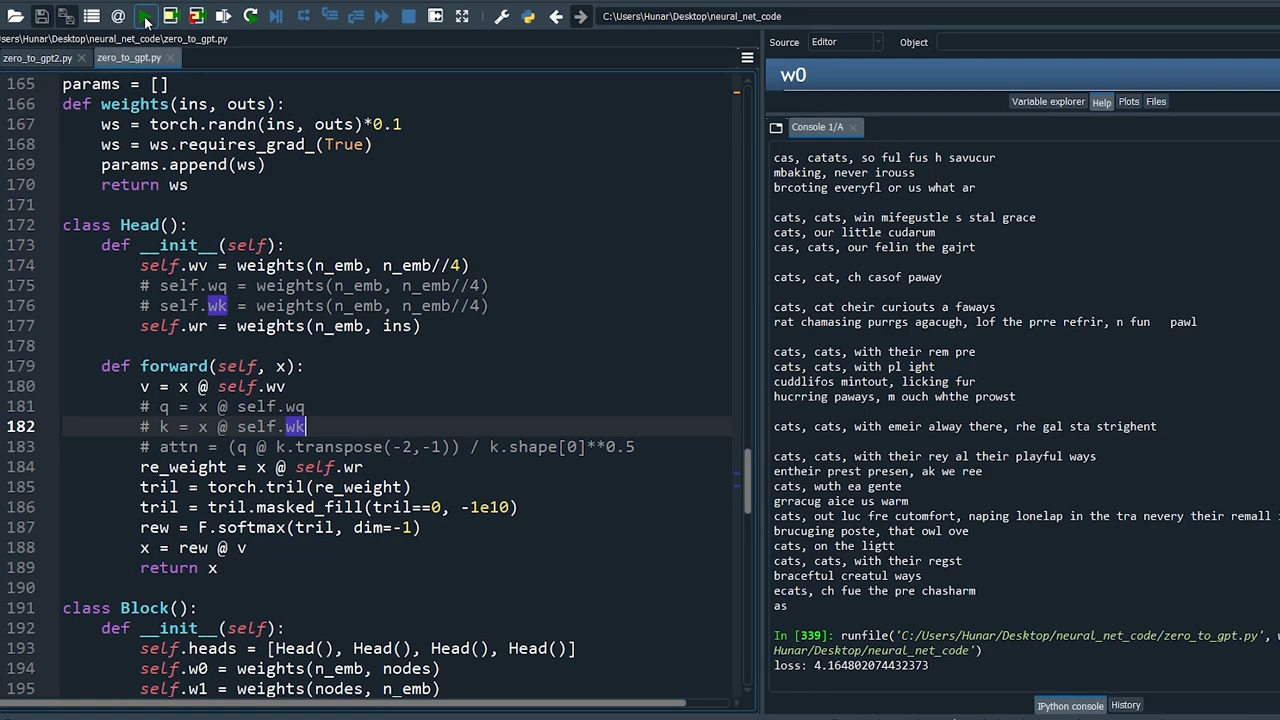 C:\Users\Hunar\Desktop\neural_net_code
sers\Hunar\Desktop\neural_net_code\zero_to_gpt.py
zero_to_gpt2.py
zero_to_gpt.py
165 params = []
166 def weights(ins, outs):
167 ws = torch.randn(ins, outs)*0.1
168 ws = ws.requires_grad_(True)
169 params.append(ws)
170 return ws
171
172 class Head():
173 def __init__(self):
174 self.wv = weights(n_emb, n_emb//4)
175 # self.wq = weights(n_emb, n_emb//4)
176 # self.wk = weights(n_emb, n_emb//4)
177 self.wr = weights(n_emb, ins)
178
179 def forward(self, x):
180 v = x @ self.wv
181 # q = x @ self.wq
182 # k = x @ self.wk
183 # attn = (q @ k.transpose(-2,-1)) / k.shape[0]**0.5
184 re_weight = x @ self.wr
185 tril = torch.tril(re_weight)
186 tril = tril.masked_fill(tril==0, -1e10)
187 rew = F.softmax(tril, dim=-1)
188 x = rew @ v
189 return x
190
191 class Block():
192 def __init__(self):
193 self.heads = [Head(), Head(), Head(), Head()]
194 self.w0 = weights(n_emb, nodes)
195 self.w1 = weights(nodes, n_emb)
Source Editor Object
w0
Variable explorer Help Plots Files
Console 1/A
cas, catats, so ful fus h savucur
mbaking, never irouss
brcoting everyfl or us what ar
cats, cats, win mifegustle s stal grace
cats, our little cudarum
cas, cats, our felin the gajrt
cats, cat, ch casof paway
cats, cat cheir curiots a faways
rat chamasing purrgs agacugh, lof the prre refrir, n fun pawl
cats, cats, with their rem pre
cats, cats, with pl ight
cuddlifos mintout, licking fur
hucrring paways, m ouch whthe prowst
cats, cats, with emeir alway there, rhe gal sta strighent
cats, cats, with their rey al their playful ways
entheir prest presen, ak we ree
cats, wuth ea gente
grracug aice us warm
cats, out luc fre cutomfort, naping lonelap in the tra nevery their remall
brucuging poste, that owl ove
cats, on the ligtt
cats, cats, with their regst
braceful creatul ways
ecats, ch fue the pre chasharm
as
In [339]: runfile('C:/Users/Hunar/Desktop/neural_net_code/zero_to_gpt.py',
Hunar/Desktop/neural_net_code')
loss: 4.164802074432373
IPython console History